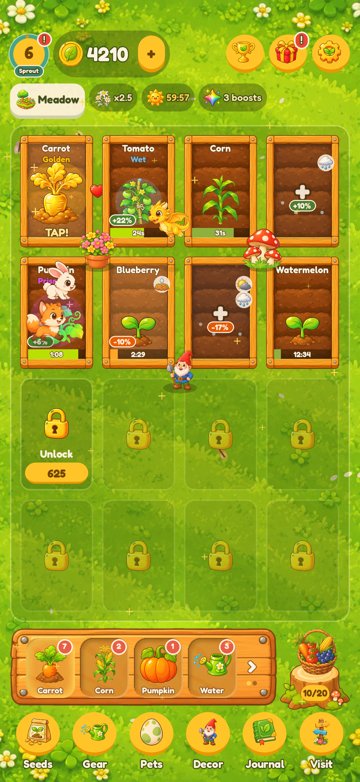 6
!
Sprout
4210
+
!
Meadow
x2.5
59:57
3 boosts
Carrot
Golden
TAP!
Tomato
Wet
+22%
24s
Corn
31s
+10%
+6%
1:08
Blueberry
-10%
2:29
-17%
Watermelon
12:34
Unlock
625
7
Carrot
2
Corn
1
Pumpkin
3
Water
10/20
Seeds
Gear
Pets
Decor
Journal
Visit